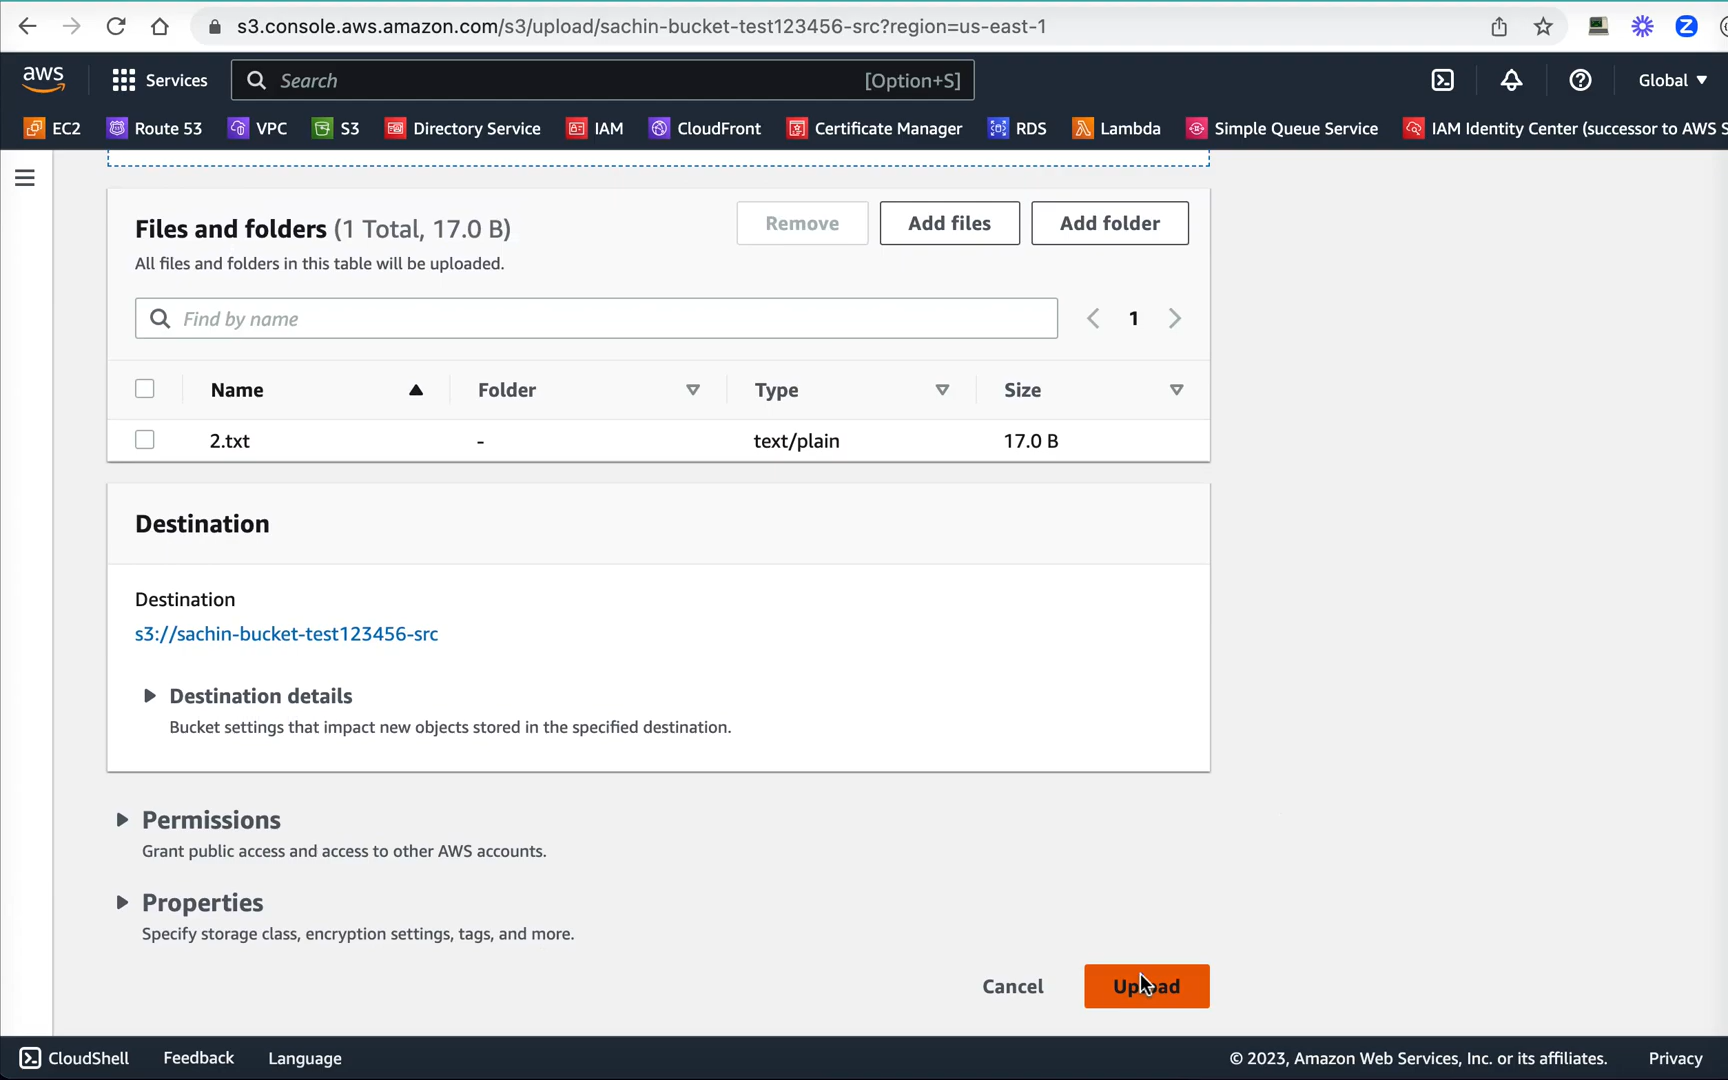 s3.console.aws.amazon.com/s3/upload/sachin-bucket-test123456-src?region=us-east-1
aws Services Search [Option+S] Global
EC2 Route 53 VPC S3 Directory Service IAM CloudFront Certificate Manager RDS Lambda Simple Queue Service IAM Identity Center (successor to AWS S
Files and folders (1 Total, 17.0 B) Remove Add files Add folder
All files and folders in this table will be uploaded.
Find by name 1
Name Folder Type Size
2.txt - text/plain 17.0 B
Destination
Destination
s3://sachin-bucket-test123456-src
Destination details
Bucket settings that impact new objects stored in the specified destination.
Permissions
Grant public access and access to other AWS accounts.
Properties
Specify storage class, encryption settings, tags, and more.
Cancel Upload
CloudShell Feedback Language © 2023, Amazon Web Services, Inc. or its affiliates. Privacy